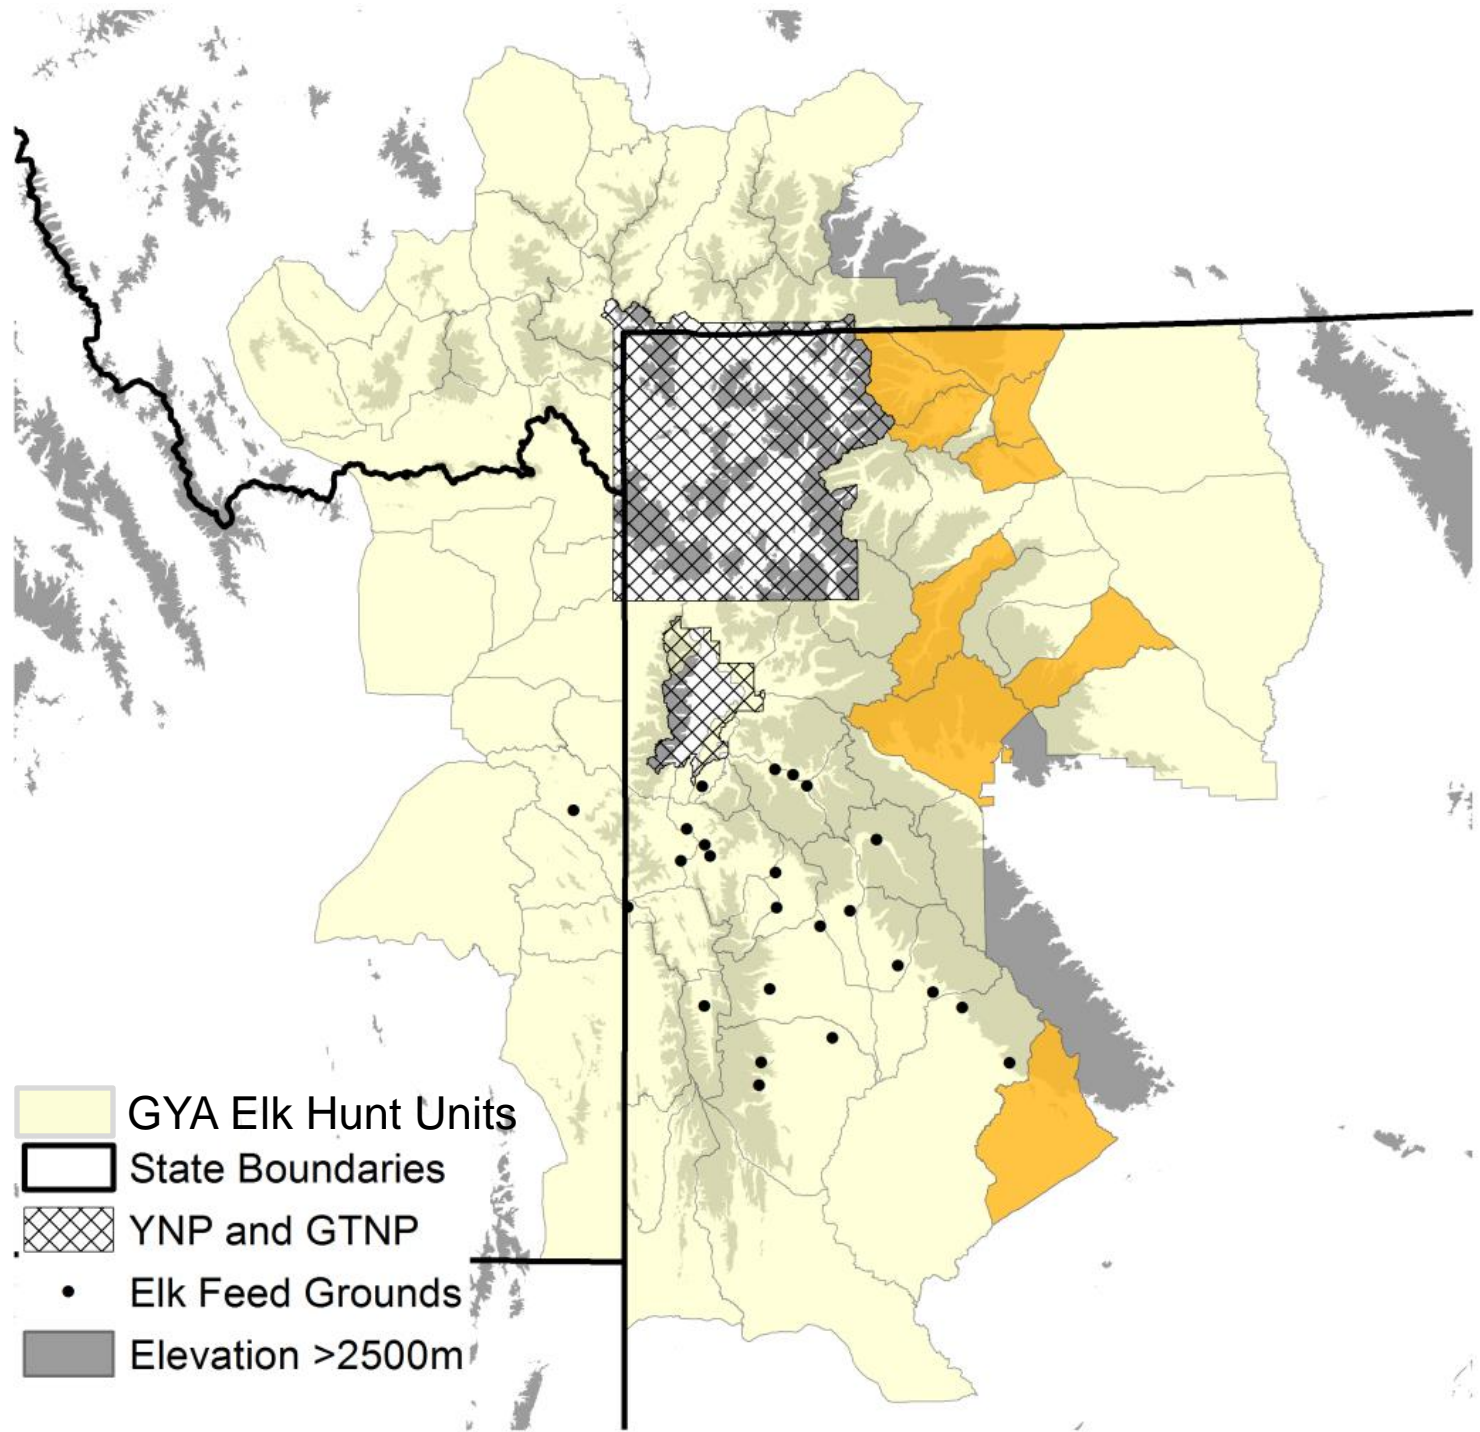 GYA Elk Hunt Units
State Boundaries
YNP and GTNP
Elk Feed Grounds
Elevation >2500m